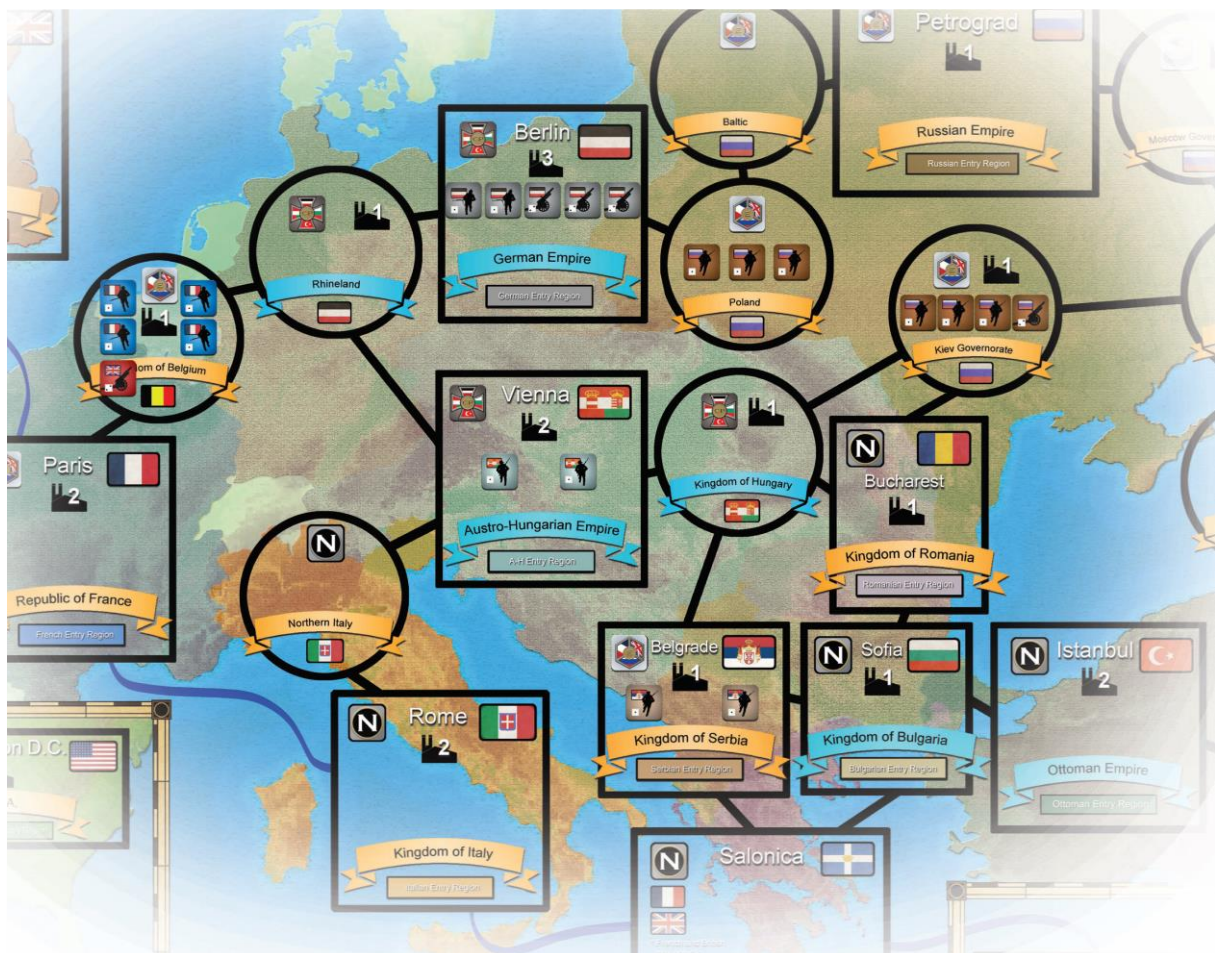 Petrograd
1
Russian Empire
Russian Entry Region
Baltic
Moscow Gover
Berlin
3
German Empire
German Entry Region
1
Rhineland
Poland
1
Kiev Governorate
1
om of Belgium
Vienna
2
Austro-Hungarian Empire
A-H Entry Region
1
Kingdom of Hungary
N
Bucharest
1
Kingdom of Romania
Romanian Entry Region
Paris
2
Republic of France
French Entry Region
N
Northern Italy
N
Rome
2
Kingdom of Italy
Italian Entry Region
Belgrade
1
Kingdom of Serbia
Serbian Entry Region
N
Sofia
1
Kingdom of Bulgaria
Bulgarian Entry Region
N
Istanbul
2
Ottoman Empire
Ottoman Entry Region
on D.C.
A.
N
Salonica